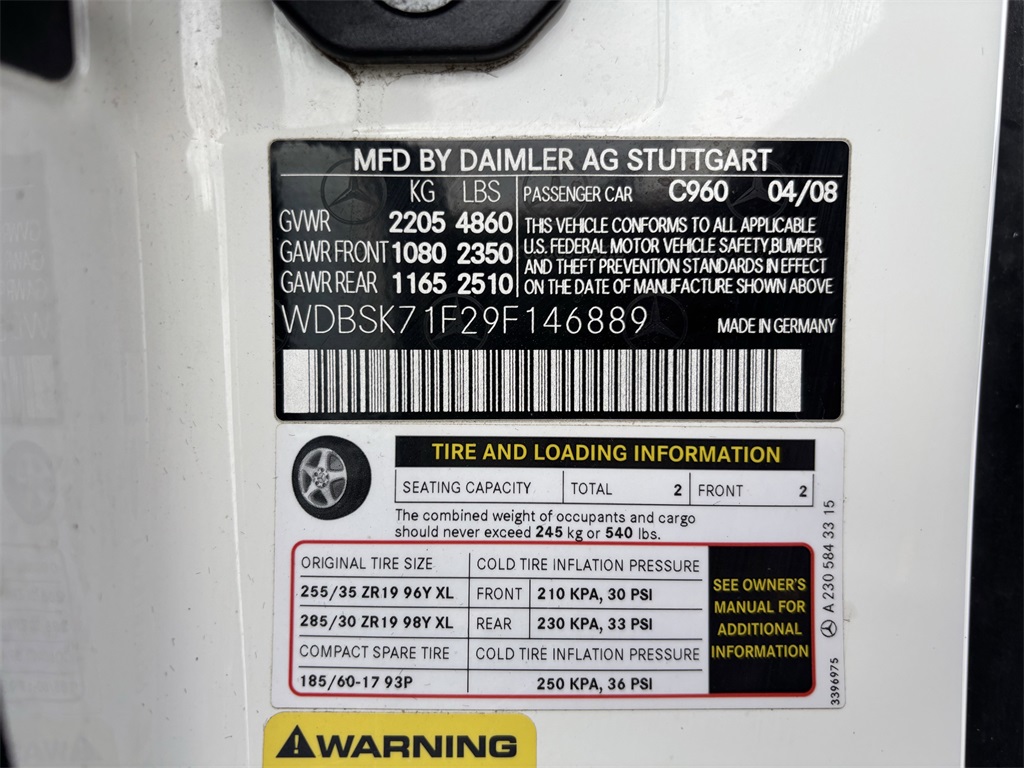 MFD BY DAIMLER AG STUTTGART
KG LBS PASSENGER CAR C960 04/08
GVWR 2205 4860
GAWR FRONT 1080 2350
GAWR REAR 1165 2510
THIS VEHICLE CONFORMS TO ALL APPLICABLE
U.S. FEDERAL MOTOR VEHICLE SAFETY,BUMPER
AND THEFT PREVENTION STANDARDS IN EFFECT
ON THE DATE OF MANUFACTURE SHOWN ABOVE
WDBSK71F29F146889 MADE IN GERMANY
TIRE AND LOADING INFORMATION
SEATING CAPACITY TOTAL 2 FRONT 2
The combined weight of occupants and cargo
should never exceed 245 kg or 540 lbs.
ORIGINAL TIRE SIZE COLD TIRE INFLATION PRESSURE
255/35 ZR19 96Y XL FRONT 210 KPA, 30 PSI
285/30 ZR19 98Y XL REAR 230 KPA, 33 PSI
COMPACT SPARE TIRE COLD TIRE INFLATION PRESSURE
185/60-17 93P 250 KPA, 36 PSI
SEE OWNER'S
MANUAL FOR
ADDITIONAL
INFORMATION
A 230 584 33 15
3396975
WARNING